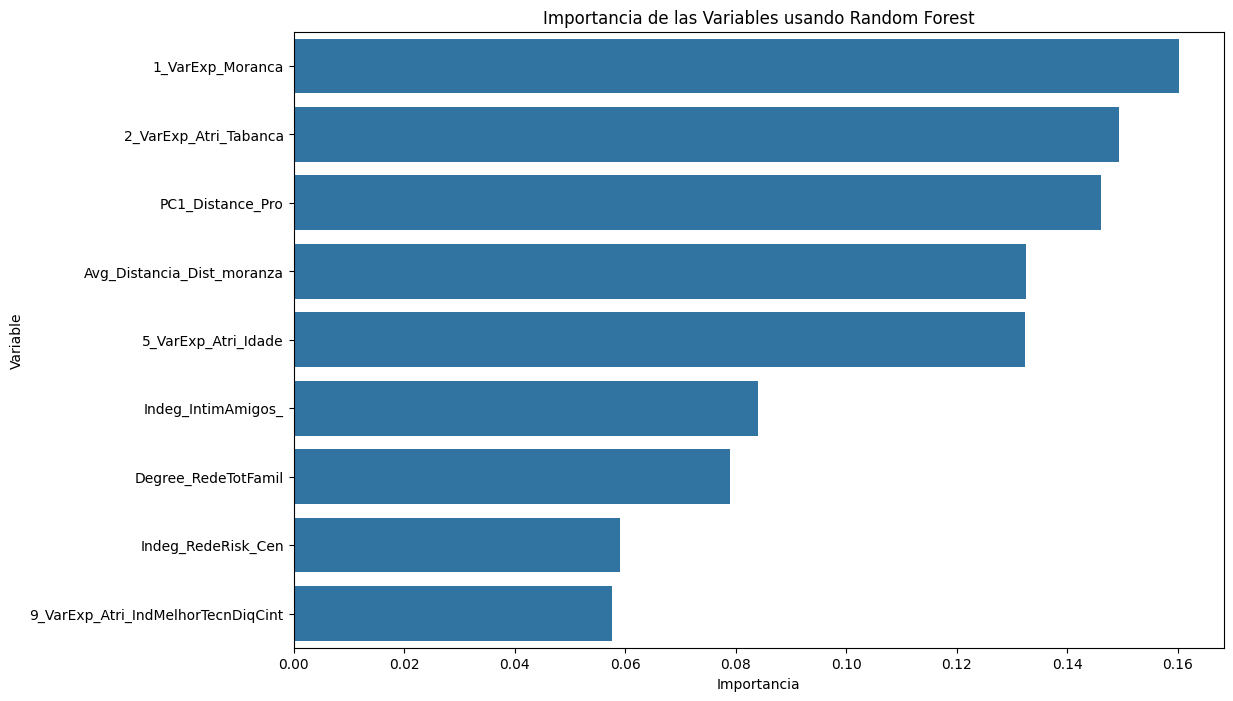 Importancia de las Variables usando Random Forest
Variable
1_VarExp_Moranca
2_VarExp_Atri_Tabanca
PC1_Distance_Pro
Avg_Distancia_Dist_moranza
5_VarExp_Atri_Idade
Indeg_IntimAmigos_
Degree_RedeTotFamil
Indeg_RedeRisk_Cen
9_VarExp_Atri_IndMelhorTecnDiqCint
0.00 0.02 0.04 0.06 0.08 0.10 0.12 0.14 0.16
Importancia